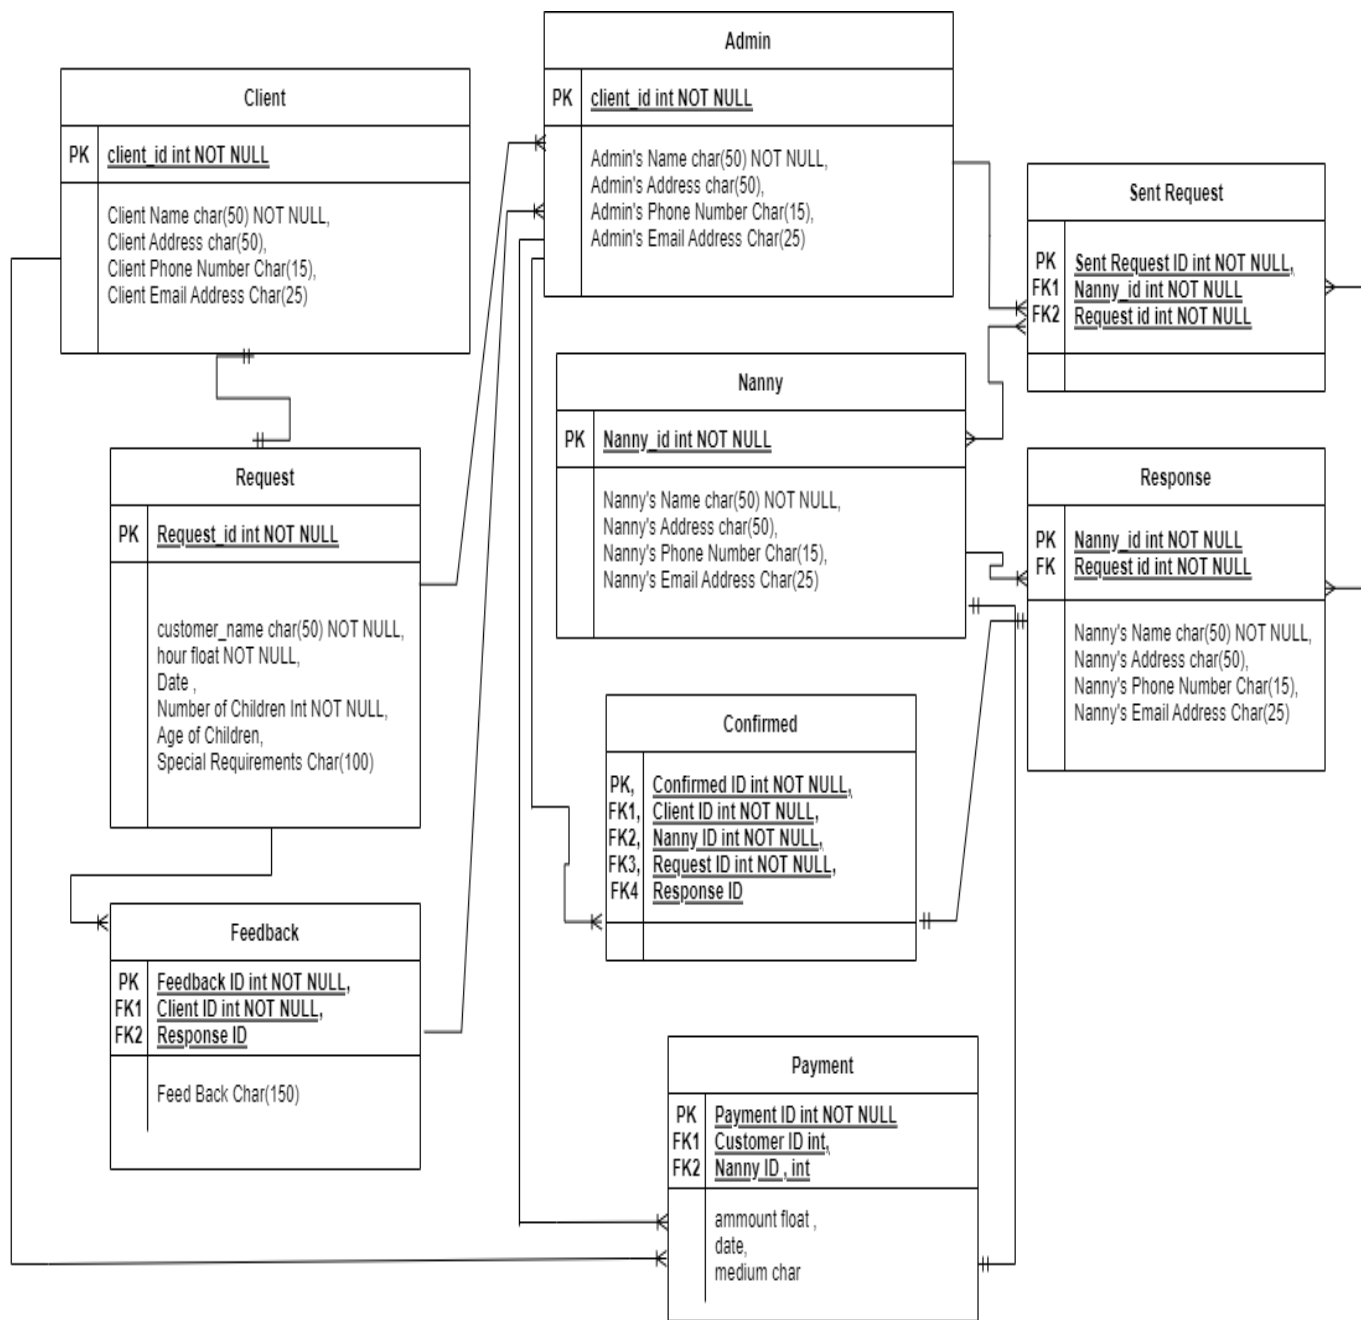 Client
PK client_id int NOT NULL
Client Name char(50) NOT NULL,
Client Address char(50),
Client Phone Number Char(15),
Client Email Address Char(25)
Admin
PK client_id int NOT NULL
Admin's Name char(50) NOT NULL,
Admin's Address char(50),
Admin's Phone Number Char(15),
Admin's Email Address Char(25)
Sent Request
PK Sent Request ID int NOT NULL,
FK1 Nanny_id int NOT NULL
FK2 Request id int NOT NULL
Nanny
PK Nanny_id int NOT NULL
Nanny's Name char(50) NOT NULL,
Nanny's Address char(50),
Nanny's Phone Number Char(15),
Nanny's Email Address Char(25)
Request
PK Request_id int NOT NULL
customer_name char(50) NOT NULL,
hour float NOT NULL,
Date ,
Number of Children Int NOT NULL,
Age of Children,
Special Requirements Char(100)
Response
PK Nanny_id int NOT NULL
FK Request id int NOT NULL
Nanny's Name char(50) NOT NULL,
Nanny's Address char(50),
Nanny's Phone Number Char(15),
Nanny's Email Address Char(25)
Confirmed
PK, Confirmed ID int NOT NULL,
FK1, Client ID int NOT NULL,
FK2, Nanny ID int NOT NULL,
FK3, Request ID int NOT NULL,
FK4 Response ID
Feedback
PK Feedback ID int NOT NULL,
FK1 Client ID int NOT NULL,
FK2 Response ID
Feed Back Char(150)
Payment
PK Payment ID int NOT NULL
FK1 Customer ID int,
FK2 Nanny ID , int
ammount float ,
date,
medium char